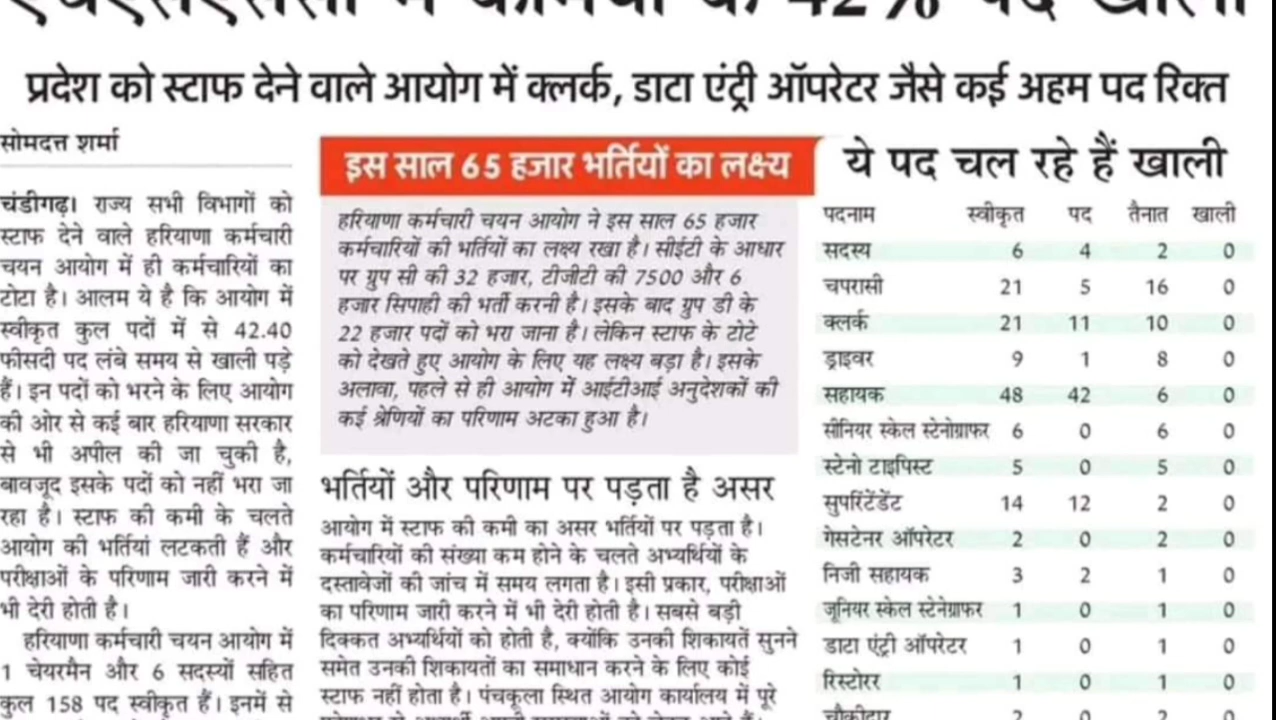 एचएसएससी में कर्मियों के 42% पद खाली
प्रदेश को स्टाफ देने वाले आयोग में क्लर्क, डाटा एंट्री ऑपरेटर जैसे कई अहम पद रिक्त
सोमदत्त शर्मा
चंडीगढ़। राज्य सभी विभागों को
स्टाफ देने वाले हरियाणा कर्मचारी
चयन आयोग में ही कर्मचारियों का
टोटा है। आलम ये है कि आयोग में
स्वीकृत कुल पदों में से 42.40
फीसदी पद लंबे समय से खाली पड़े
हैं। इन पदों को भरने के लिए आयोग
की ओर से कई बार हरियाणा सरकार
से भी अपील की जा चुकी है,
बावजूद इसके पदों को नहीं भरा जा
रहा है। स्टाफ की कमी के चलते
आयोग की भर्तियां लटकती हैं और
परीक्षाओं के परिणाम जारी करने में
भी देरी होती है।
हरियाणा कर्मचारी चयन आयोग में
1 चेयरमैन और 6 सदस्यों सहित
कुल 158 पद स्वीकृत हैं। इनमें से
इस साल 65 हजार भर्तियों का लक्ष्य
हरियाणा कर्मचारी चयन आयोग ने इस साल 65 हजार
कर्मचारियों की भर्तियों का लक्ष्य रखा है। सीईटी के आधार
पर ग्रुप सी की 32 हजार, टीजीटी की 7500 और 6
हजार सिपाही की भर्ती करनी है। इसके बाद ग्रुप डी के
22 हजार पदों को भरा जाना है। लेकिन स्टाफ के टोटे
को देखते हुए आयोग के लिए यह लक्ष्य बड़ा है। इसके
अलावा, पहले से ही आयोग में आईटीआई अनुदेशकों की
कई श्रेणियों का परिणाम अटका हुआ है।
भर्तियों और परिणाम पर पड़ता है असर
आयोग में स्टाफ की कमी का असर भर्तियों पर पड़ता है।
कर्मचारियों की संख्या कम होने के चलते अभ्यर्थियों के
दस्तावेजों की जांच में समय लगता है। इसी प्रकार, परीक्षाओं
का परिणाम जारी करने में भी देरी होती है। सबसे बड़ी
दिक्कत अभ्यर्थियों को होती है, क्योंकि उनकी शिकायतें सुनने
समेत उनकी शिकायतों का समाधान करने के लिए कोई
स्टाफ नहीं होता है। पंचकूला स्थित आयोग कार्यालय में पूरे
ये पद चल रहे हैं खाली
पदनाम स्वीकृत पद तैनात खाली
सदस्य 6 4 2 0
चपरासी 21 5 16 0
क्लर्क 21 11 10 0
ड्राइवर 9 1 8 0
सहायक 48 42 6 0
सीनियर स्केल स्टेनोग्राफर 6 0 6 0
स्टेनो टाइपिस्ट 5 0 5 0
सुपरिंटेंडेंट 14 12 2 0
गेसटेनर ऑपरेटर 2 0 2 0
निजी सहायक 3 2 1 0
जूनियर स्केल स्टेनेग्राफर 1 0 1 0
डाटा एंट्री ऑपरेटर 1 0 1 0
रिस्टोरर 1 0 1 0
चौकीदार 2 0 2 0